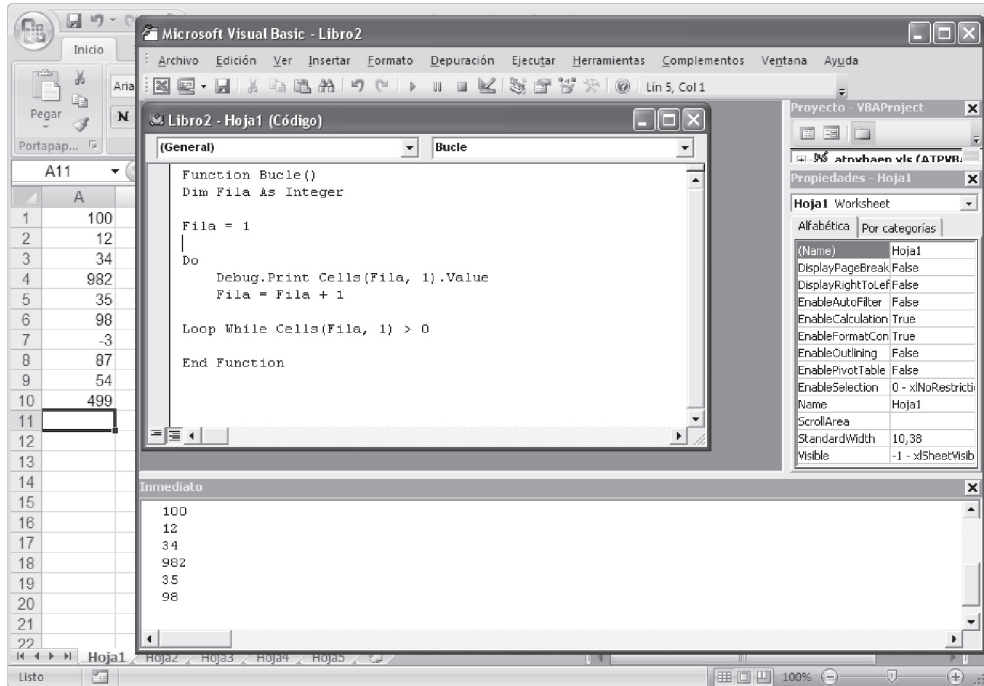 Inicio
Pegar
Aria
N
Portapap...
A11
A
1 100
2 12
3 34
4 982
5 35
6 98
7 -3
8 87
9 54
10 499
11
12
13
14
15
16
17
18
19
20
21
22
Hoja1 Hoja2 Hoja3 Hoja4 Hoja5
Listo
100%
Microsoft Visual Basic - Libro2
Archivo Edición Ver Insertar Formato Depuración Ejecutar Herramientas Complementos Ventana Ayuda
Lín 5, Col 1
Libro2 - Hoja1 (Código)
(General) Bucle
Function Bucle()
Dim Fila As Integer
Fila = 1
Do
Debug.Print Cells(Fila, 1).Value
Fila = Fila + 1
Loop While Cells(Fila, 1) > 0
End Function
Proyecto - VBAProject
Propiedades - Hoja1
Hoja1 Worksheet
Alfabética Por categorías
(Name) Hoja1
DisplayPageBreak False
DisplayRightToLef False
EnableAutoFilter False
EnableCalculation True
EnableFormatCon True
EnableOutlining False
EnablePivotTable False
EnableSelection 0 - xlNoRestricti
Name Hoja1
ScrollArea
StandardWidth 10,38
Visible -1 - xlSheetVisib
Inmediato
100
12
34
982
35
98